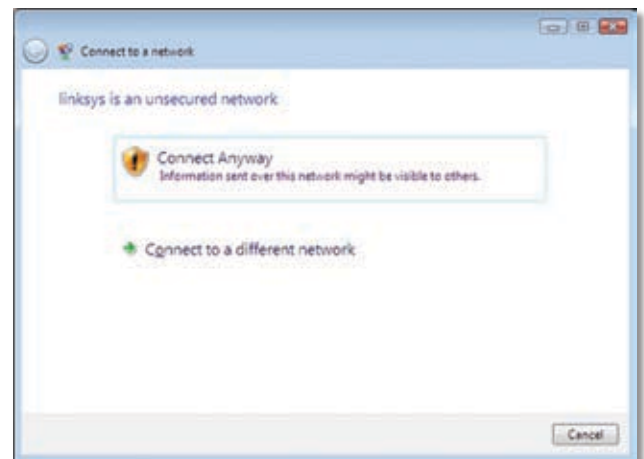 Connect to a network
linksys is an unsecured network
Connect Anyway
Information sent over this network might be visible to others.
Connect to a different network
Cancel